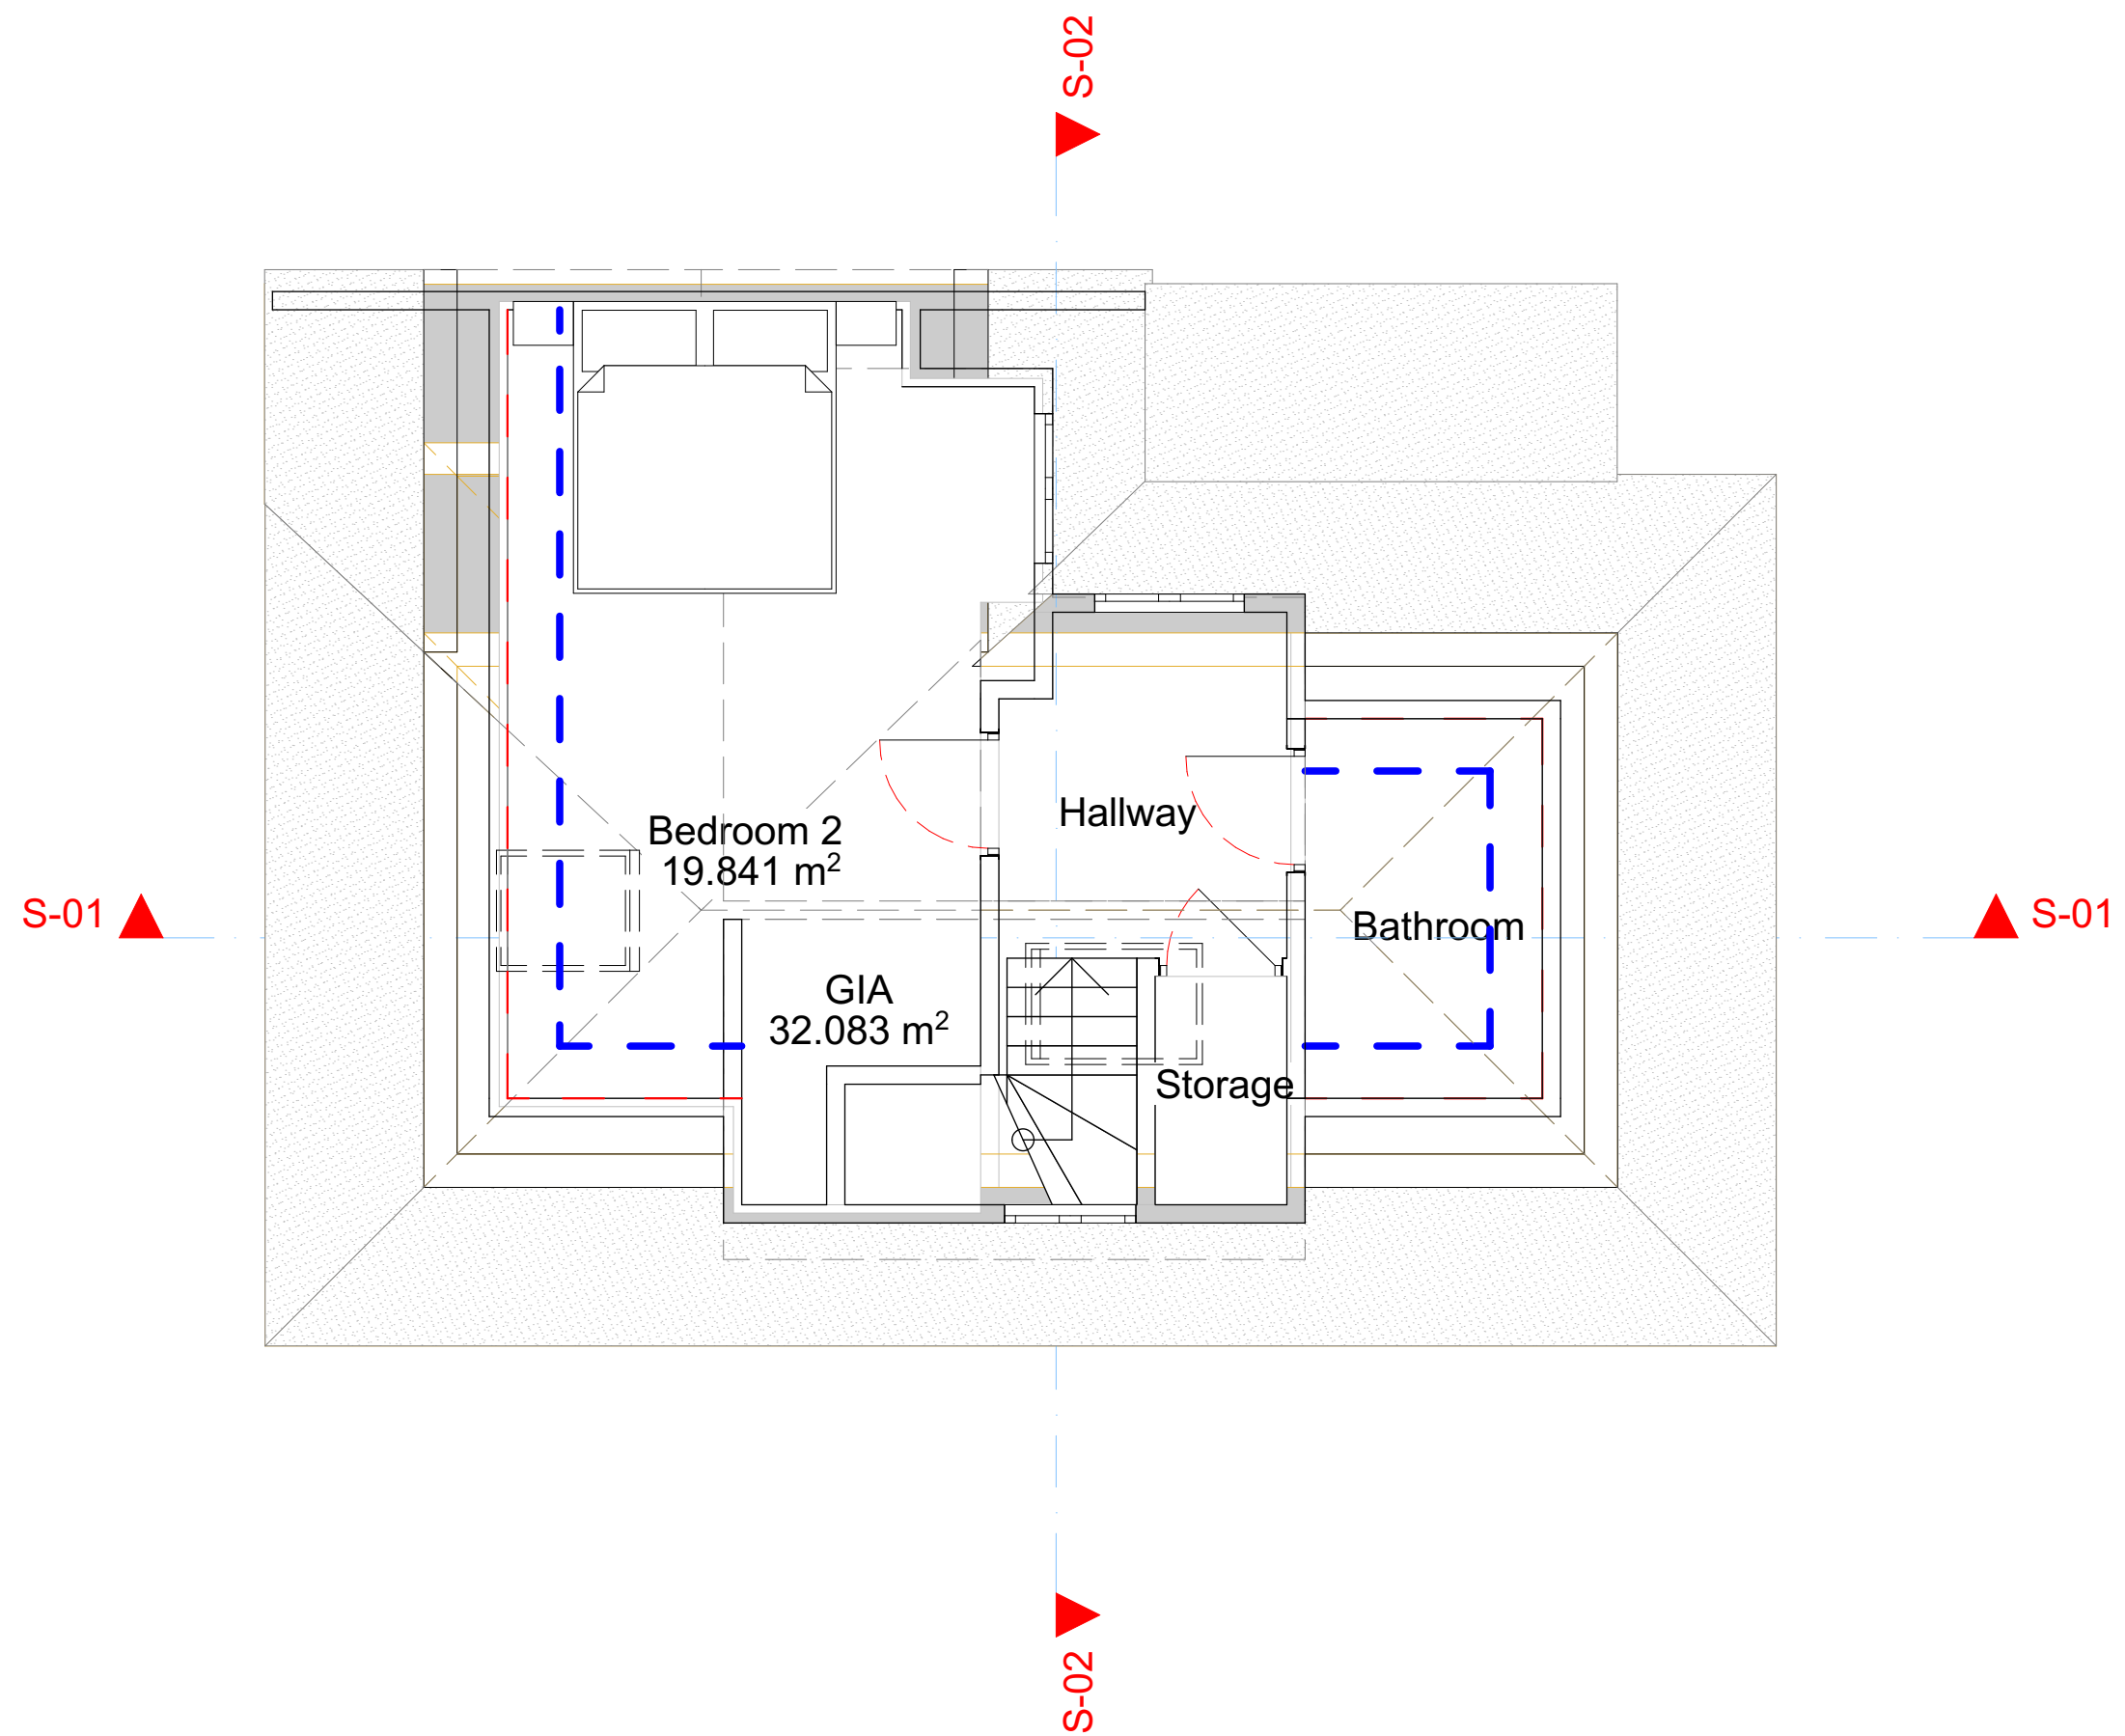 S-02
Bedroom 2
19.841 m²
Hallway
S-01
Bathroom
S-01
GIA
32.083 m²
Storage
S-02